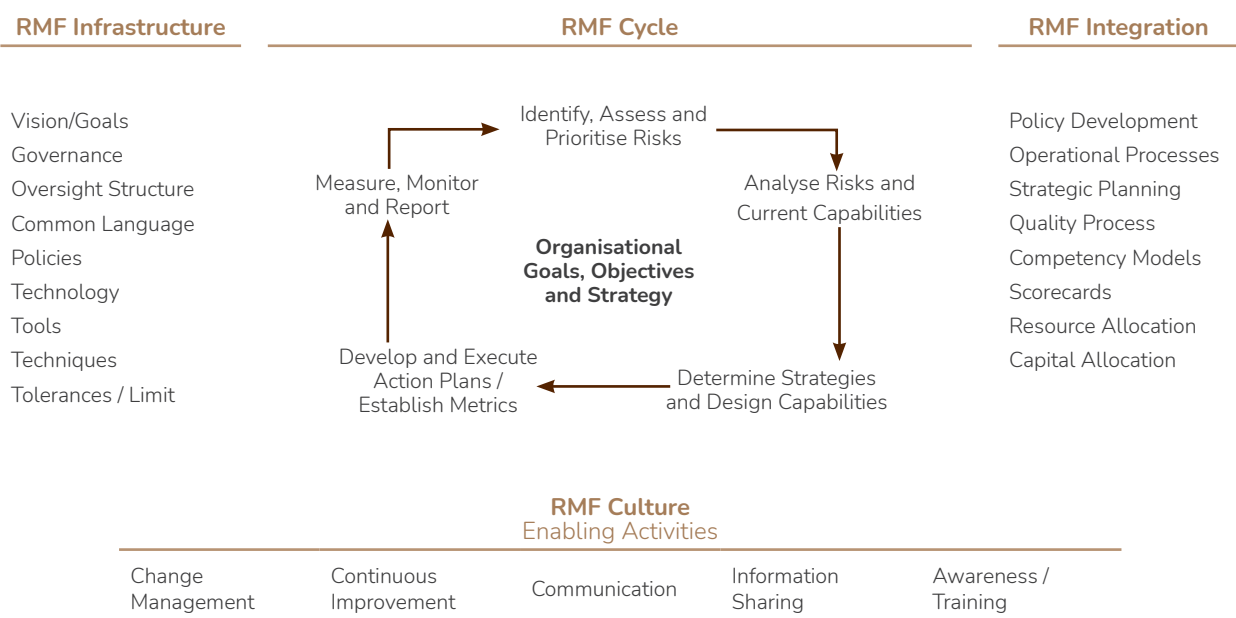 RMF Infrastructure
Vision/Goals
Governance
Oversight Structure
Common Language
Policies
Technology
Tools
Techniques
Tolerances / Limit
RMF Cycle
Identify, Assess and
Prioritise Risks
Analyse Risks and
Current Capabilities
Determine Strategies
and Design Capabilities
Develop and Execute
Action Plans /
Establish Metrics
Measure, Monitor
and Report
Organisational
Goals, Objectives
and Strategy
RMF Integration
Policy Development
Operational Processes
Strategic Planning
Quality Process
Competency Models
Scorecards
Resource Allocation
Capital Allocation
RMF Culture
Enabling Activities
Change
Management
Continuous
Improvement
Communication
Information
Sharing
Awareness /
Training